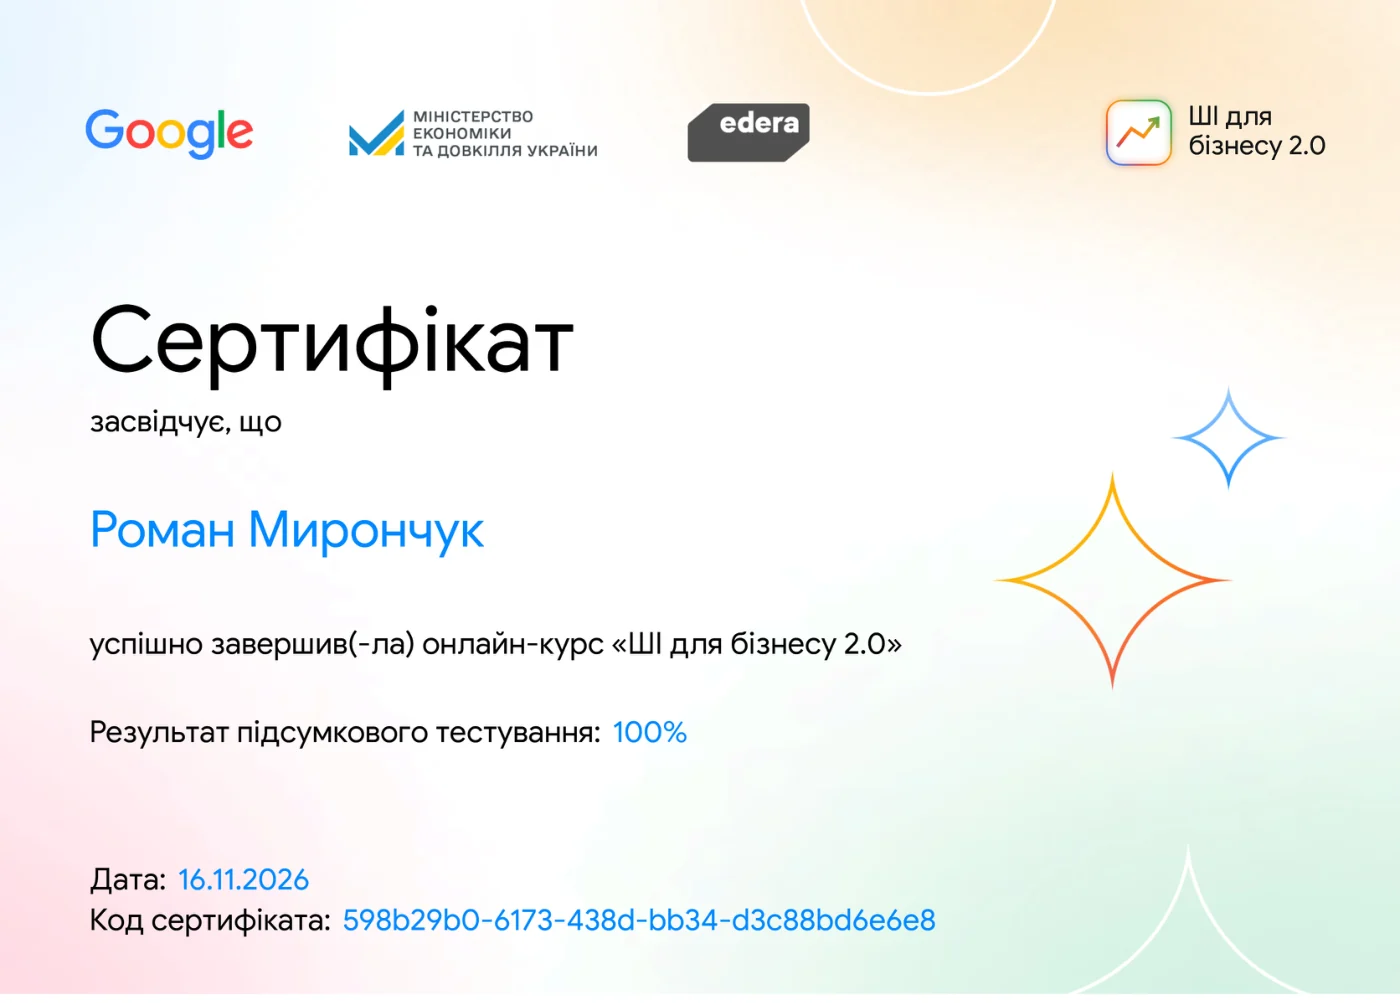 Google
МІНІСТЕРСТВО
ЕКОНОМІКИ
ТА ДОВКІЛЛЯ УКРАЇНИ
edera
ШІ для
бізнесу 2.0
Сертифікат
засвідчує, що
Роман Мирончук
успішно завершив(-ла) онлайн-курс «ШІ для бізнесу 2.0»
Результат підсумкового тестування: 100%
Дата: 16.11.2026
Код сертифіката: 598b29b0-6173-438d-bb34-d3c88bd6e6e8